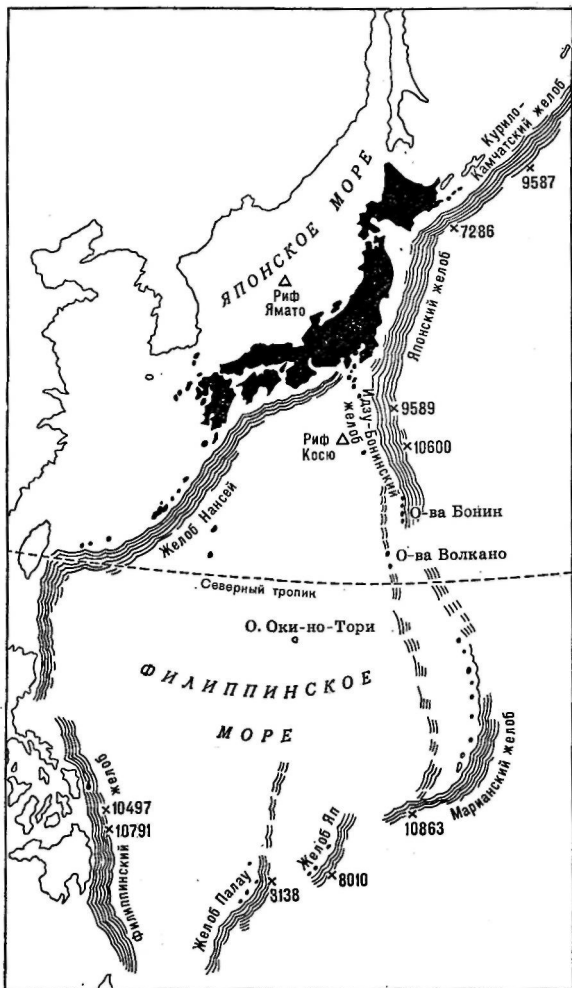 Курило-
Камчатский желоб
9587
7286
ЯПОНСКОЕ МОРЕ
Риф
Ямато
Японский желоб
9589
10600
Идзу-Бонинский
желоб
Риф
Косю
О-ва Бонин
Желоб Нансей
О-ва Волкано
Северный тропик
О. Оки-но-Тори
ФИЛИППИНСКОЕ
МОРЕ
Марианский желоб
10863
Филиппинский
желоб
10497
10791
Желоб Яп
8010
Желоб Палау
8138